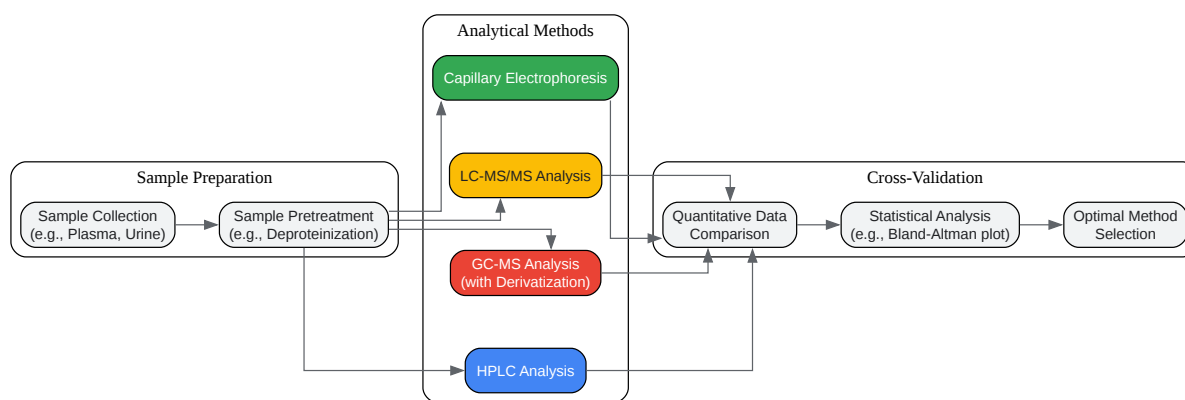 Analytical Methods
Capillary Electrophoresis
LC-MS/MS Analysis
GC-MS Analysis
(with Derivatization)
HPLC Analysis
Sample Preparation
Sample Collection
(e.g., Plasma, Urine)
Sample Pretreatment
(e.g., Deproteinization)
Cross-Validation
Quantitative Data
Comparison
Statistical Analysis
(e.g., Bland-Altman plot)
Optimal Method
Selection